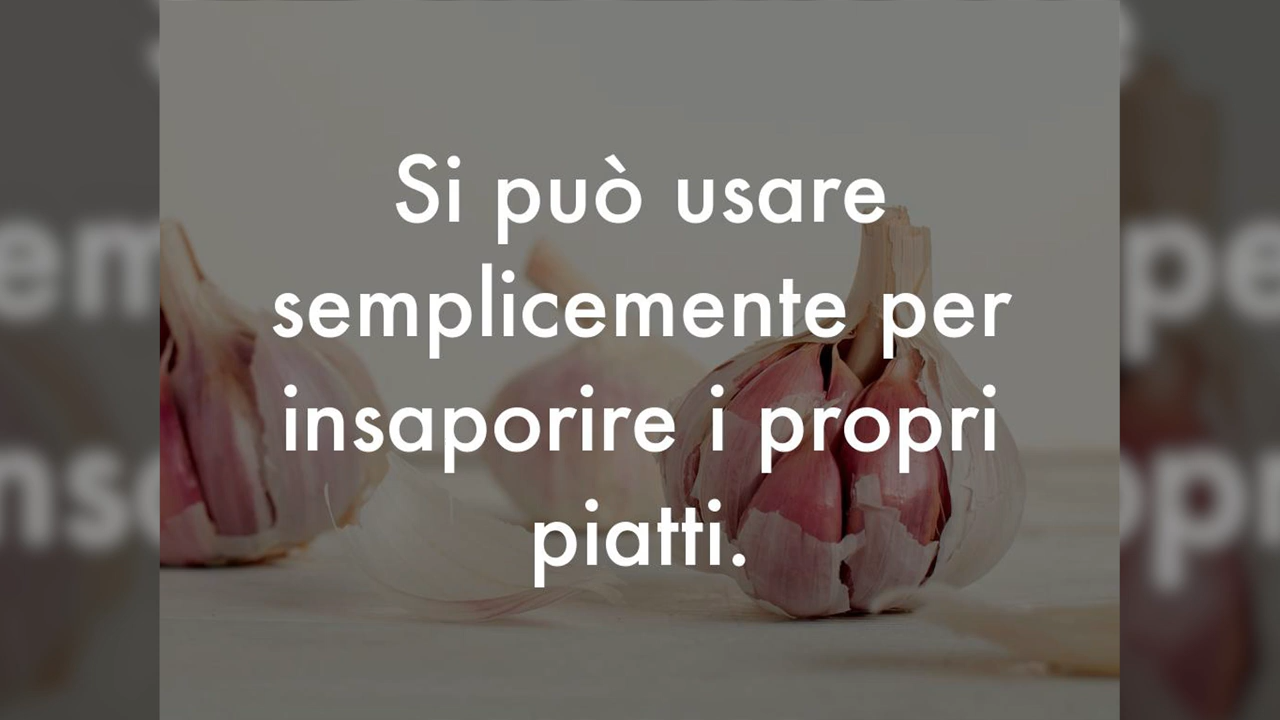 Si può usare
semplicemente per
insaporire i propri
piatti.